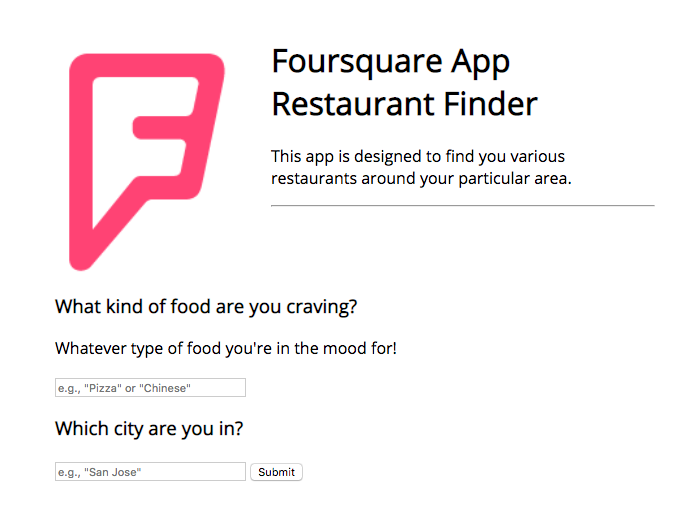 Foursquare App
Restaurant Finder
This app is designed to find you various
restaurants around your particular area.
What kind of food are you craving?
Whatever type of food you're in the mood for!
e.g., "Pizza" or "Chinese"
Which city are you in?
e.g., "San Jose"
Submit